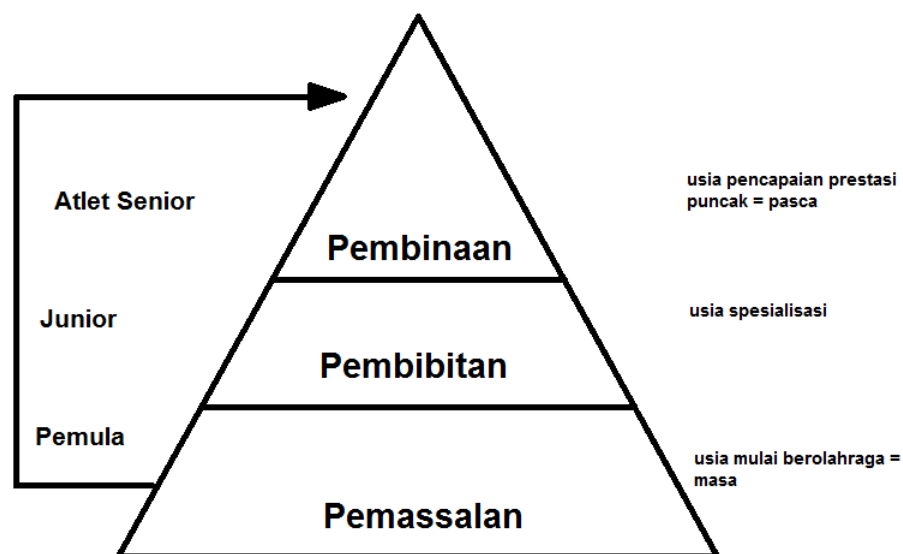 Atlet Senior
usia pencapaian prestasi
puncak = pasca
Pembinaan
Junior
usia spesialisasi
Pembibitan
Pemula
usia mulai berolahraga =
masa
Pemassalan